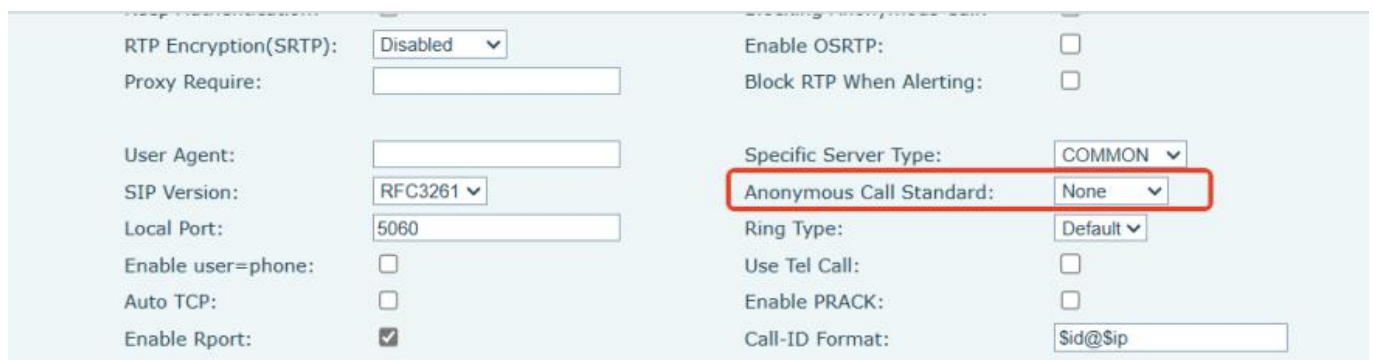 RTP Encryption(SRTP): Disabled Enable OSRTP:
Proxy Require: Block RTP When Alerting:
User Agent: Specific Server Type: COMMON
SIP Version: RFC3261 Anonymous Call Standard: None
Local Port: 5060 Ring Type: Default
Enable user=phone: Use Tel Call:
Auto TCP: Enable PRACK:
Enable Rport: Call-ID Format: $id@$ip